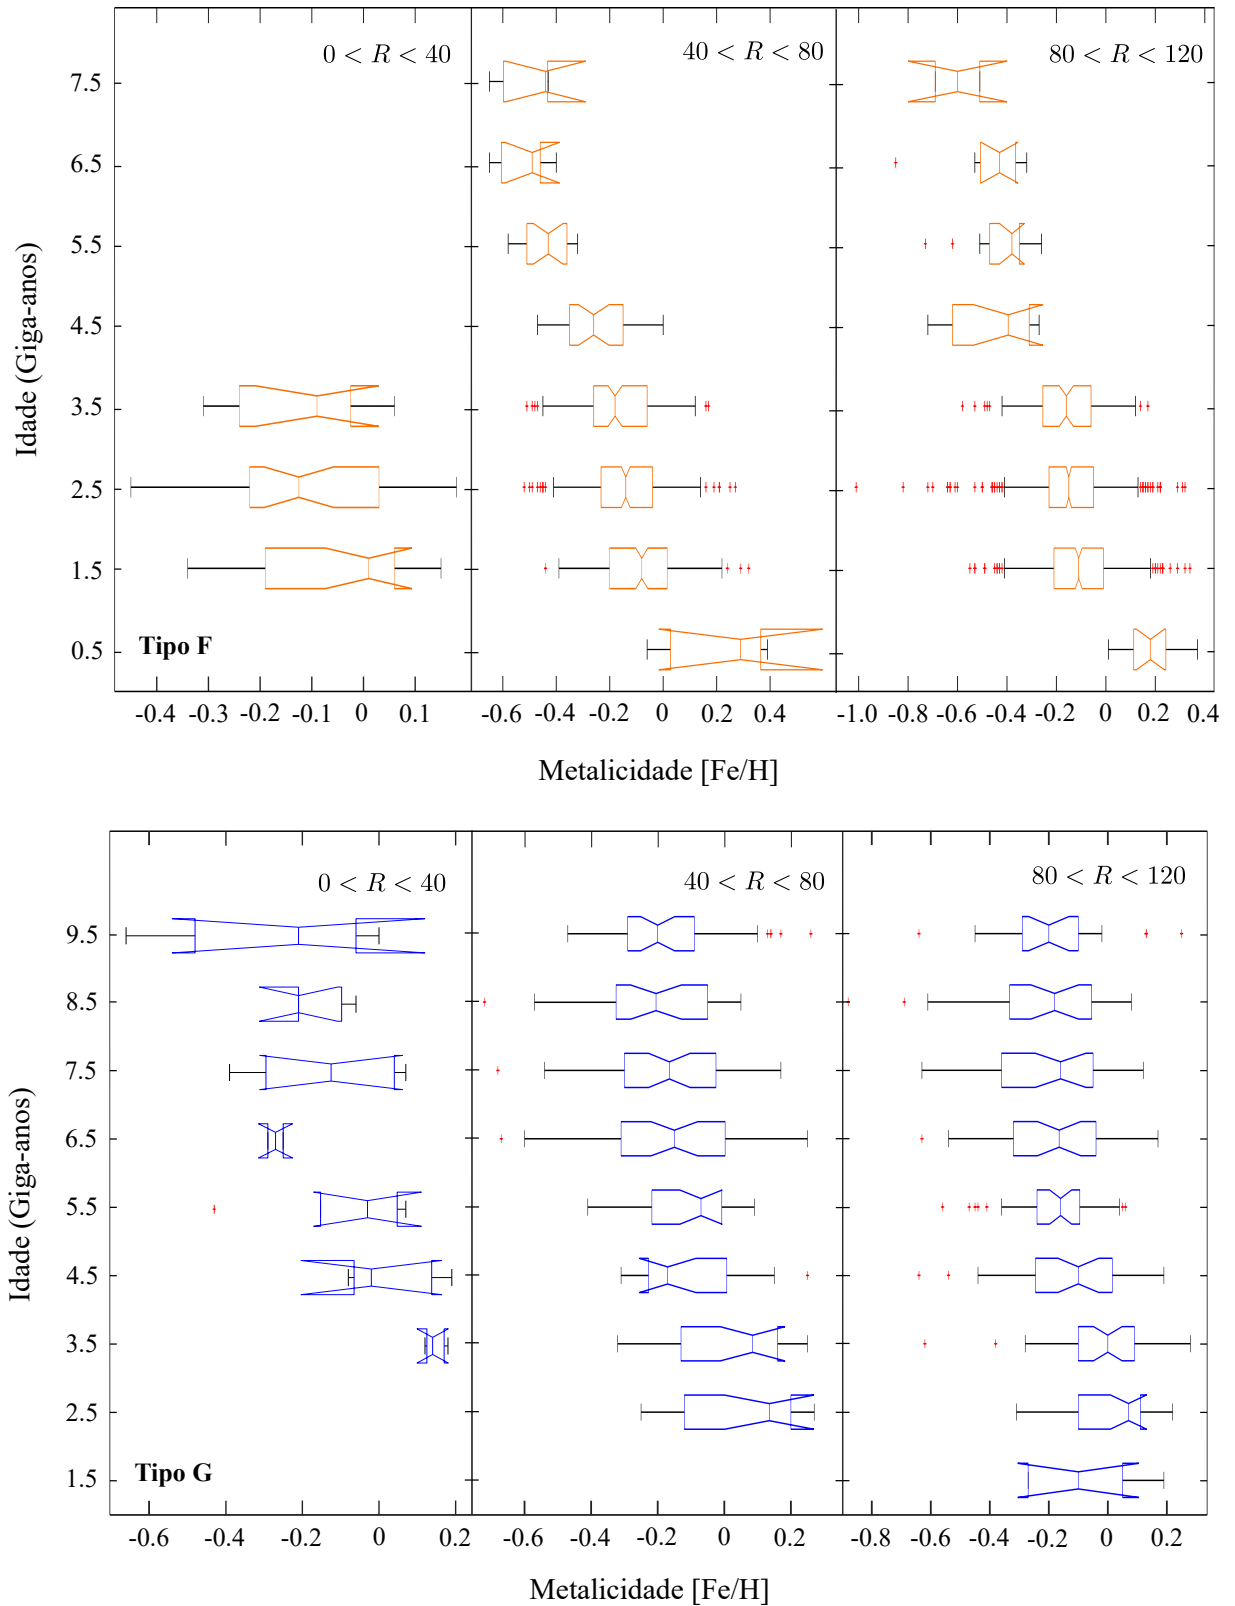 0 < R < 40
40 < R < 80
80 < R < 120
Idade (Giga-anos)
7.5
6.5
5.5
4.5
3.5
2.5
1.5
0.5
Tipo F
-0.4 -0.3 -0.2 -0.1 0 0.1
-0.6 -0.4 -0.2 0 0.2 0.4
-1.0 -0.8 -0.6 -0.4 -0.2 0 0.2 0.4
Metalicidade [Fe/H]
0 < R < 40
40 < R < 80
80 < R < 120
Idade (Giga-anos)
9.5
8.5
7.5
6.5
5.5
4.5
3.5
2.5
1.5
Tipo G
-0.6 -0.4 -0.2 0 0.2
-0.6 -0.4 -0.2 0 0.2
-0.8 -0.6 -0.4 -0.2 0 0.2
Metalicidade [Fe/H]